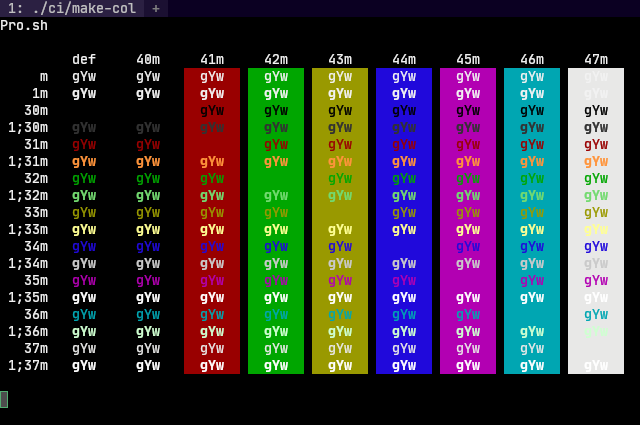 1: ./ci/make-col +
Pro.sh
def 40m 41m 42m 43m 44m 45m 46m 47m
m gYw gYw gYw gYw gYw gYw gYw gYw gYw
1m gYw gYw gYw gYw gYw gYw gYw gYw gYw
30m gYw gYw gYw gYw gYw gYw gYw
1;30m gYw gYw gYw gYw gYw gYw gYw gYw gYw
31m gYw gYw gYw gYw gYw gYw gYw gYw
1;31m gYw gYw gYw gYw gYw gYw gYw gYw gYw
32m gYw gYw gYw gYw gYw gYw gYw gYw
1;32m gYw gYw gYw gYw gYw gYw gYw gYw gYw
33m gYw gYw gYw gYw gYw gYw gYw gYw
1;33m gYw gYw gYw gYw gYw gYw gYw gYw gYw
34m gYw gYw gYw gYw gYw gYw gYw gYw
1;34m gYw gYw gYw gYw gYw gYw gYw gYw gYw
35m gYw gYw gYw gYw gYw gYw gYw gYw
1;35m gYw gYw gYw gYw gYw gYw gYw gYw gYw
36m gYw gYw gYw gYw gYw gYw gYw gYw
1;36m gYw gYw gYw gYw gYw gYw gYw gYw gYw
37m gYw gYw gYw gYw gYw gYw gYw gYw gYw
1;37m gYw gYw gYw gYw gYw gYw gYw gYw gYw